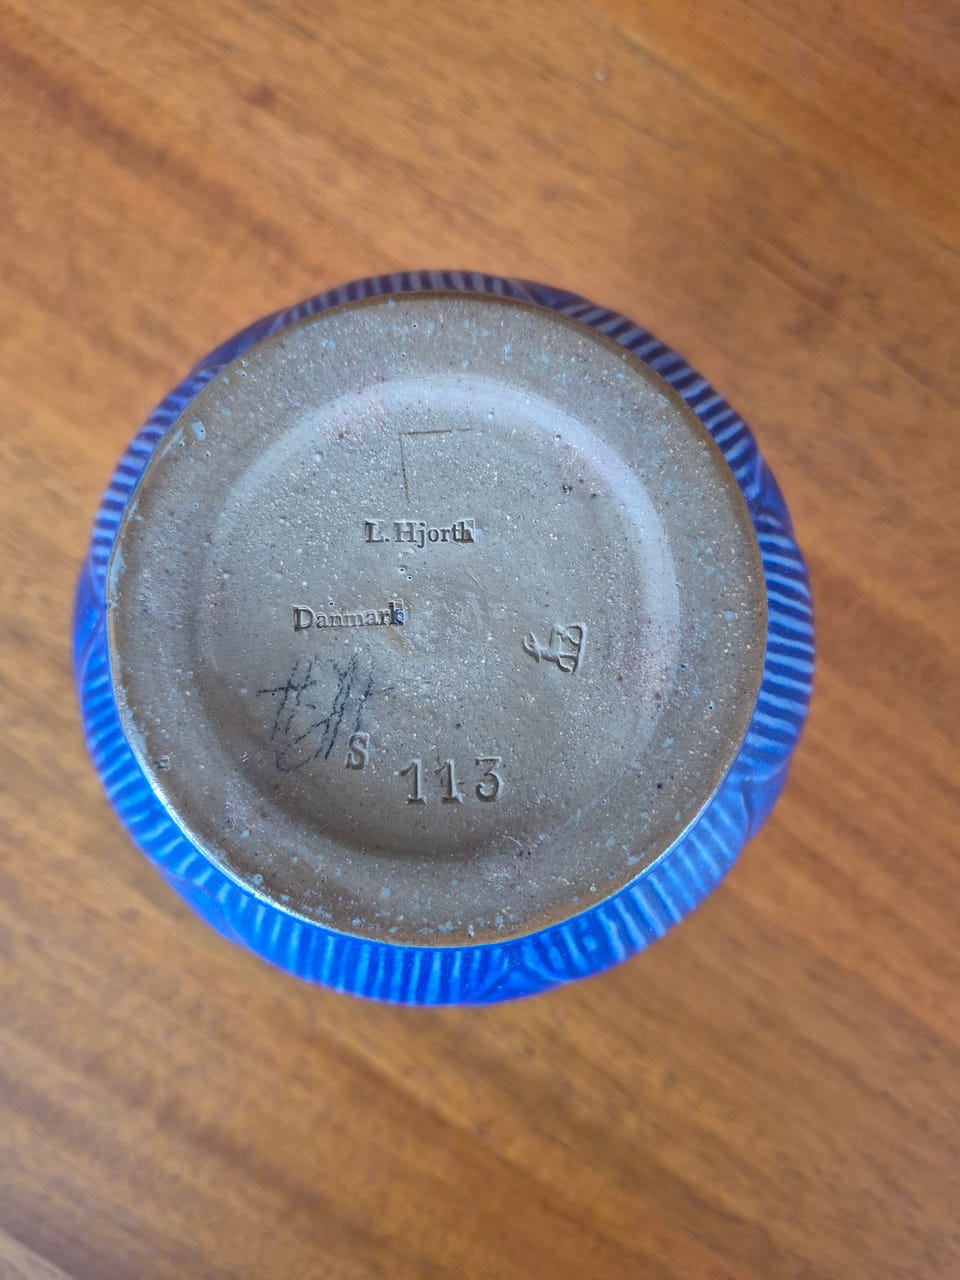 L. Hjorth
Danmark
S
113